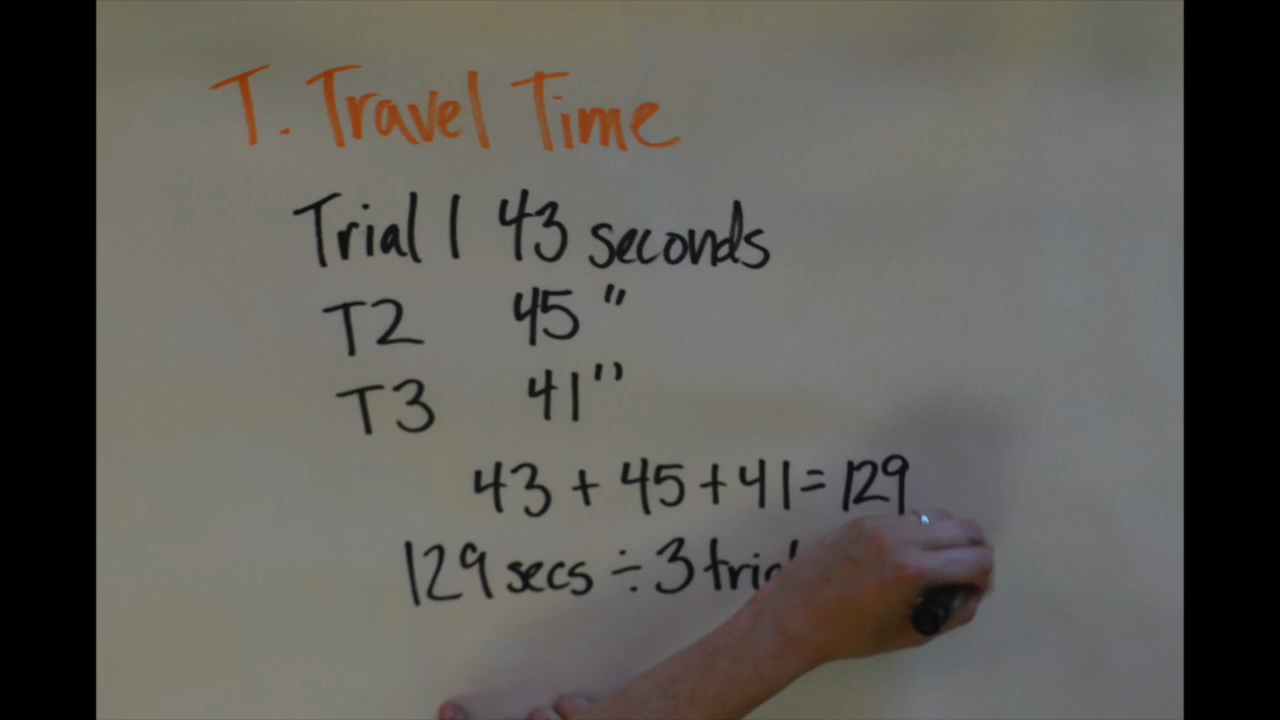 T. Travel Time
Trial 1 43 seconds
T2 45 "
T3 41 "
43 + 45 + 41 = 129
129 secs ÷ 3